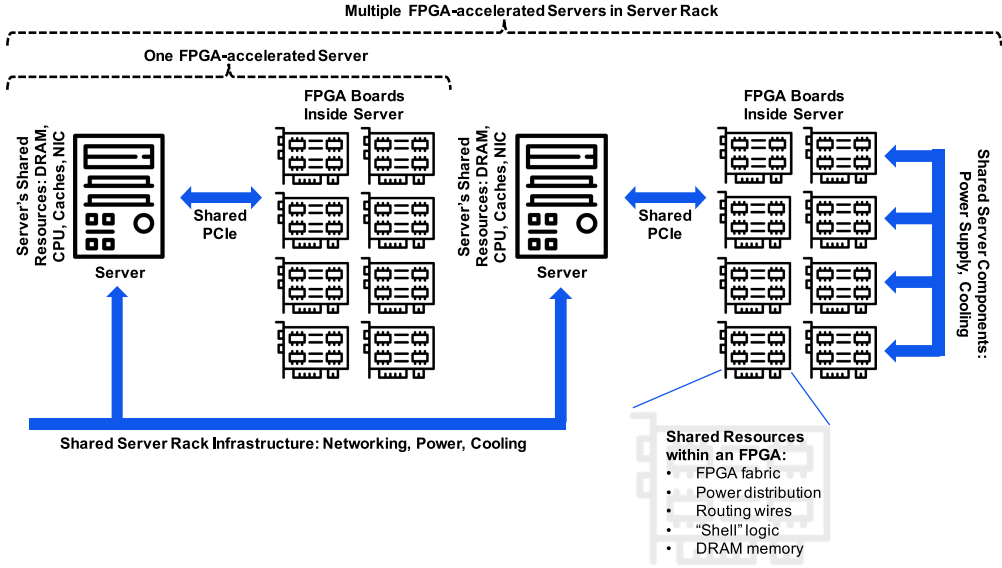 Multiple FPGA-accelerated Servers in Server Rack
One FPGA-accelerated Server
FPGA Boards
Inside Server
Server's Shared
Resources: DRAM,
CPU, Caches, NIC
Shared
PCIe
Server
Server's Shared
Resources: DRAM,
CPU, Caches, NIC
Shared
PCIe
Server
FPGA Boards
Inside Server
Shared Server Components:
Power Supply, Cooling
Shared Server Rack Infrastructure: Networking, Power, Cooling
Shared Resources
within an FPGA:
• FPGA fabric
• Power distribution
• Routing wires
• “Shell” logic
• DRAM memory